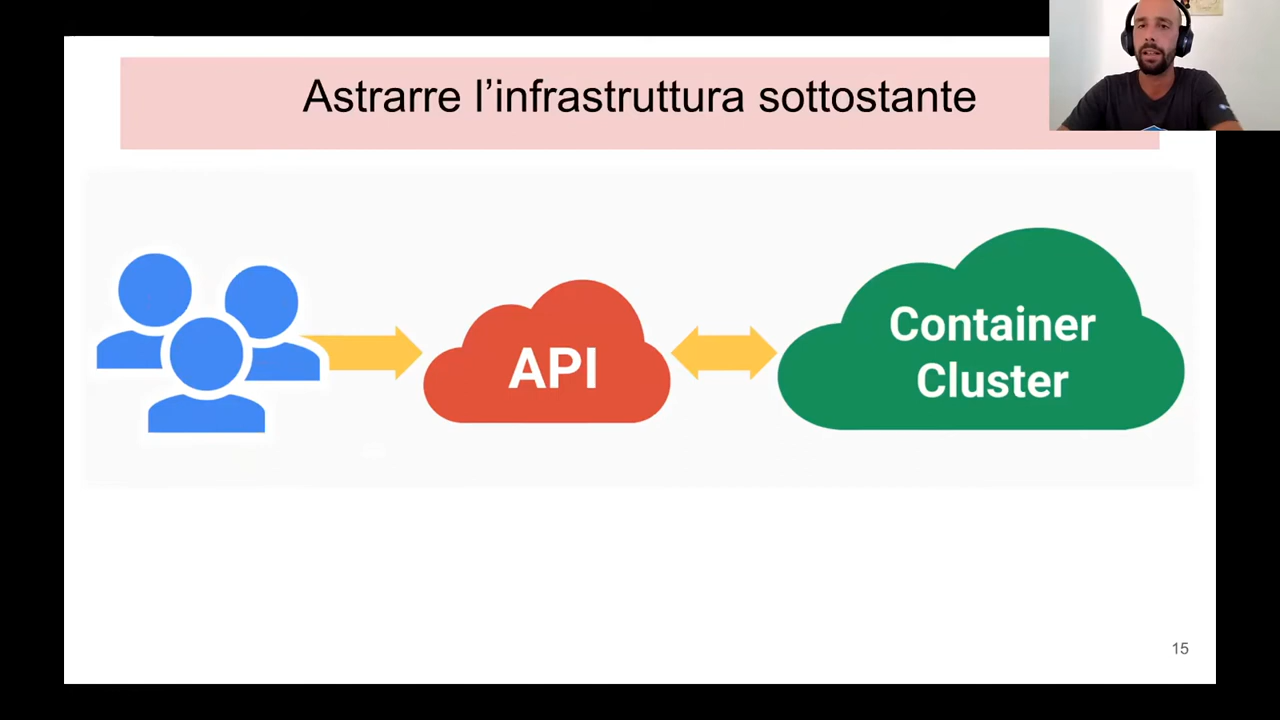 Astrarre l’infrastruttura sottostante
API
Container
Cluster
15